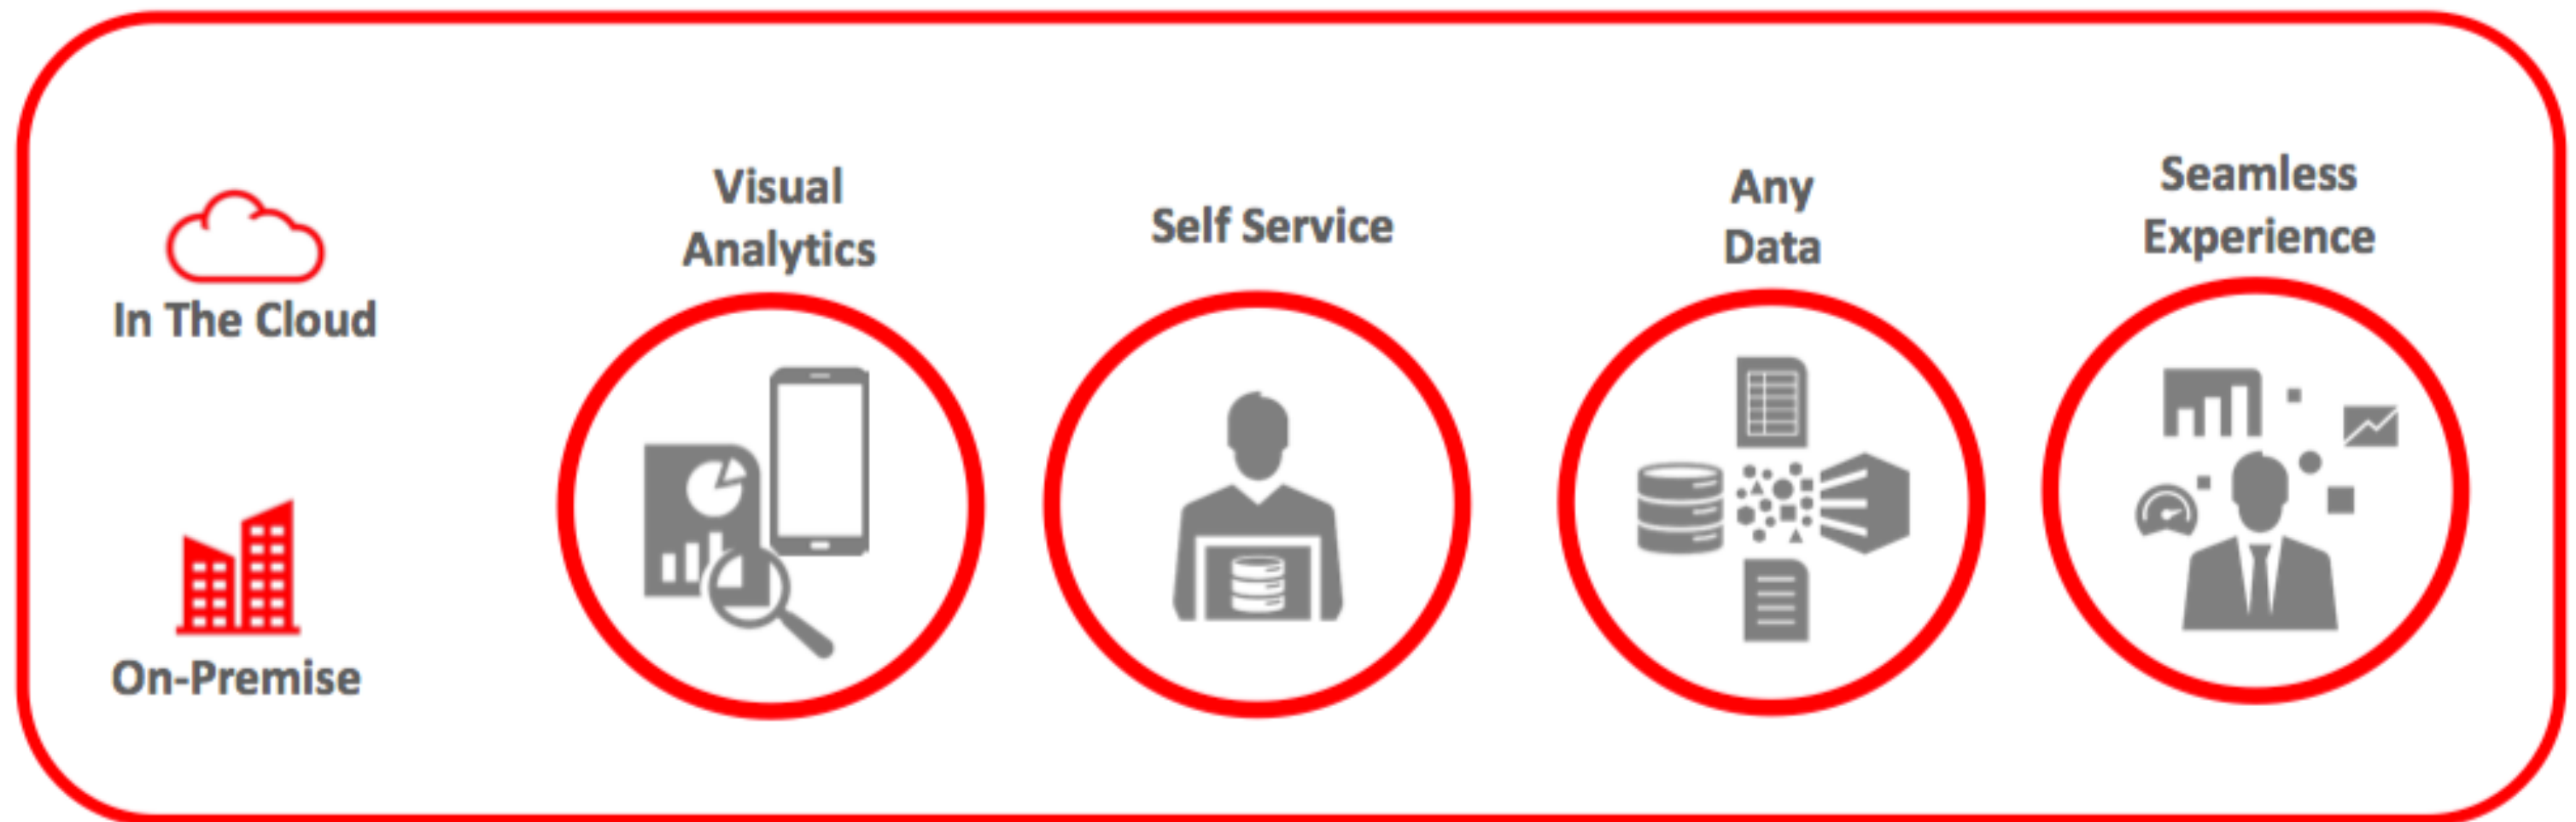 In The Cloud
On-Premise
Visual
Analytics
Self Service
Any
Data
Seamless
Experience